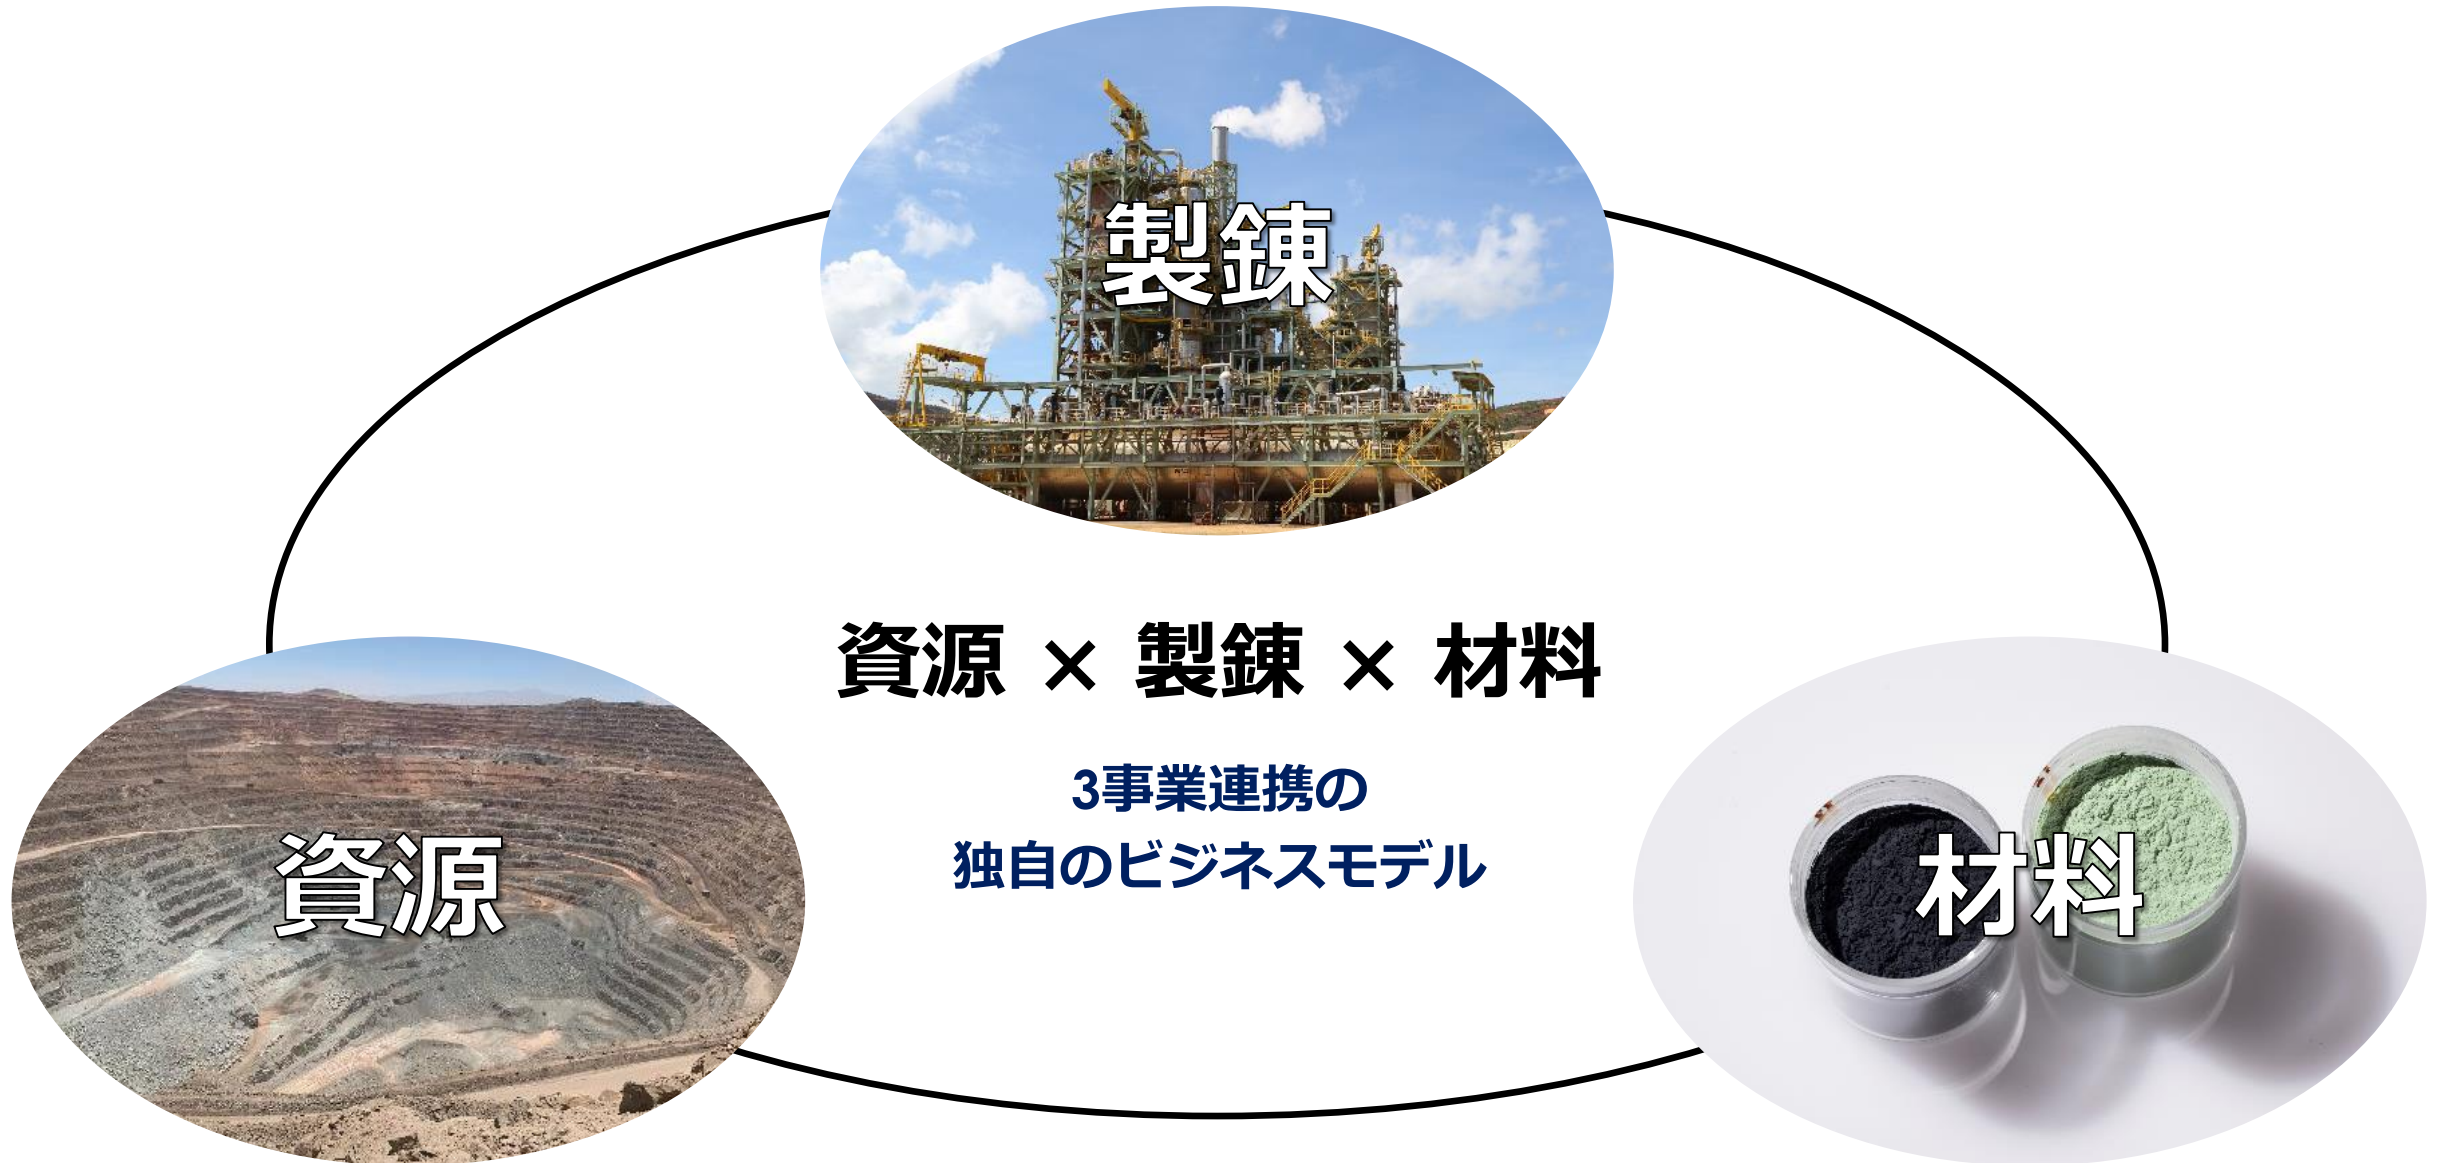 製錬
資源 × 製錬 × 材料
3事業連携の
独自のビジネスモデル
資源
材料